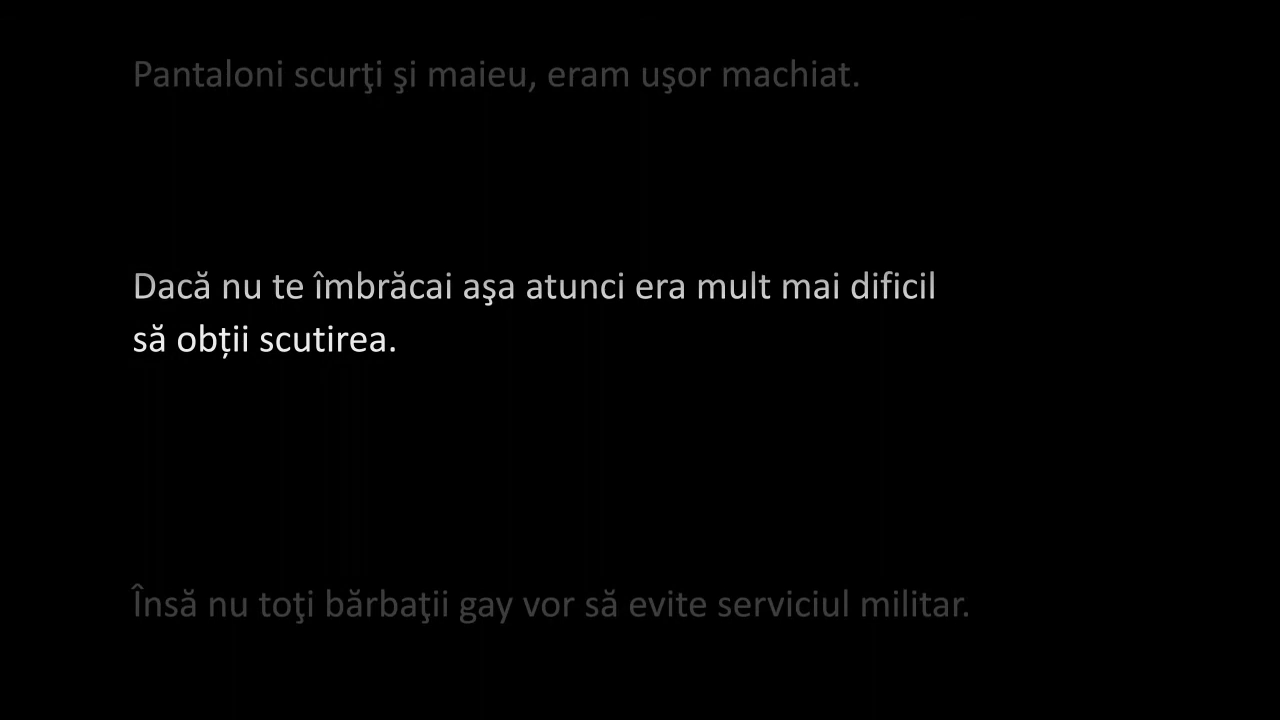 Pantaloni scurţi şi maieu, eram uşor machiat.
Dacă nu te îmbrăcai aşa atunci era mult mai dificil
să obții scutirea.
Însă nu toţi bărbaţii gay vor să evite serviciul militar.